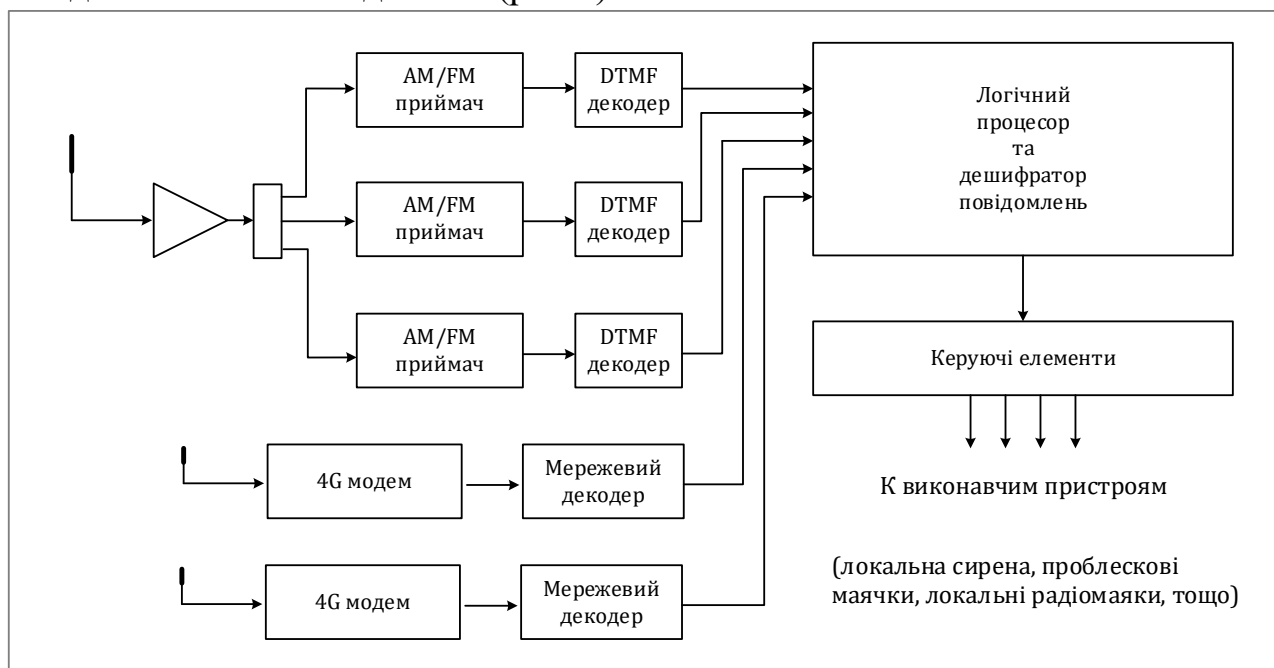 AM/FM
приймач
DTMF
декодер
AM/FM
приймач
DTMF
декодер
AM/FM
приймач
DTMF
декодер
4G модем
Мережевий
декодер
4G модем
Мережевий
декодер
Логічний
процесор
та
дешифратор
повідомлень
Керуючі елементи
К виконавчим пристроям
(локальна сирена, проблескові
маячки, локальні радіомаяки, тощо)